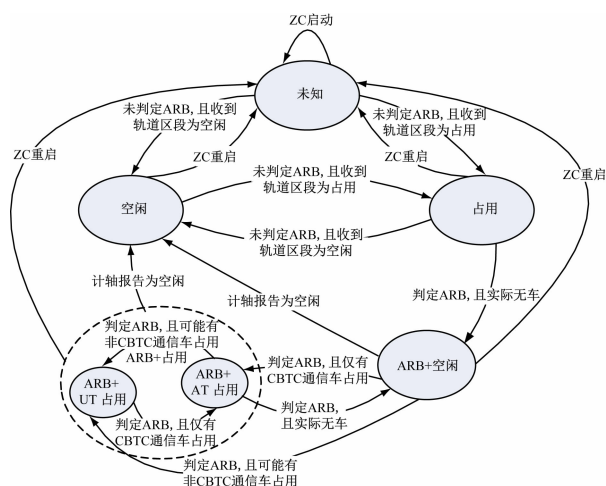 ZC启动
未知
未判定ARB, 且收到
轨道区段为空闲
未判定ARB, 且收到
轨道区段为占用
ZC重启
ZC重启
ZC重启
ZC重启
未判定ARB, 且收到
轨道区段为占用
空闲
占用
未判定ARB, 且收到
轨道区段为空闲
计轴报告为空闲
计轴报告为空闲
判定ARB, 且实际无车
判定ARB, 且可能有
非CBTC通信车占用
ARB+占用
判定ARB, 且仅有
CBTC通信车占用
ARB+空闲
ARB+
UT 占用
ARB+
AT 占用
判定ARB,
且实际无车
判定ARB, 且仅有
CBTC通信车占用
判定ARB, 且可能有
非CBTC通信车占用